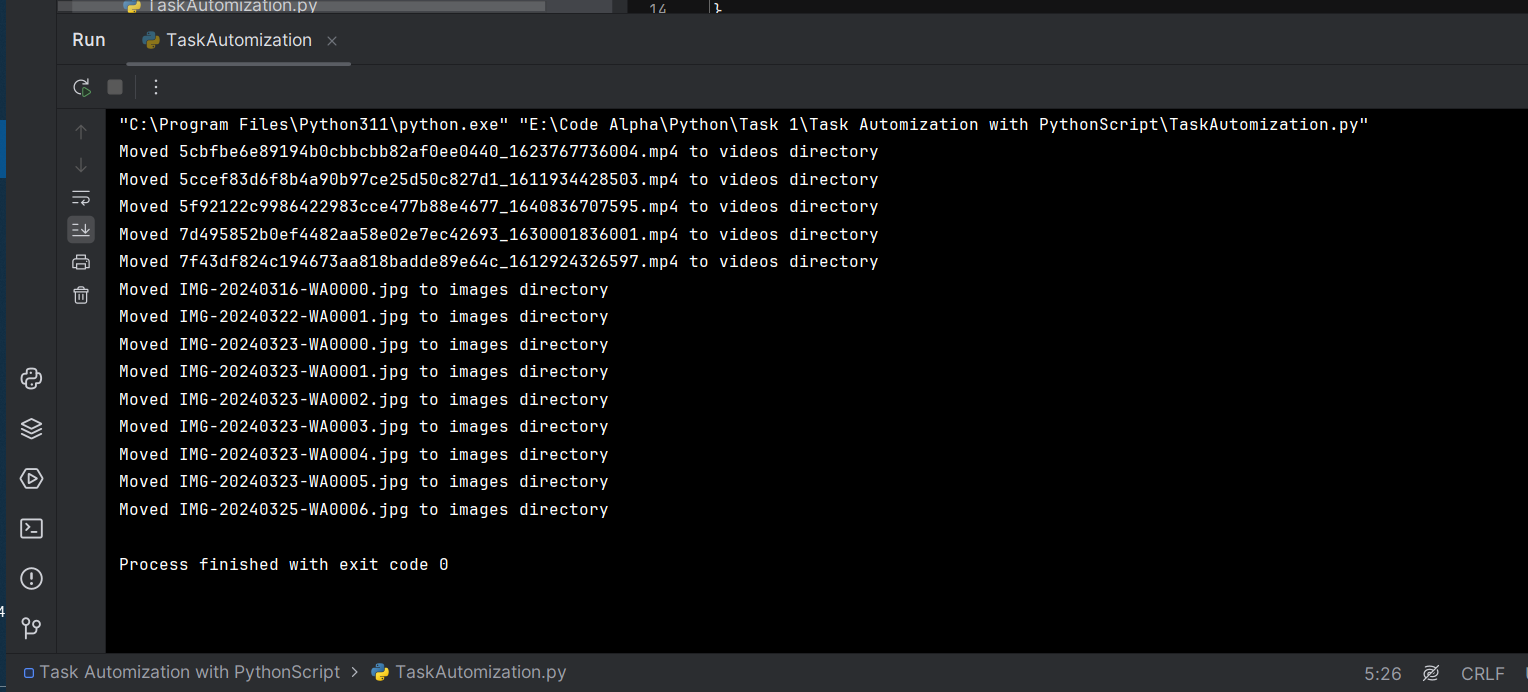 TaskAutomization.py
14 }
Run TaskAutomization
"C:\Program Files\Python311\python.exe" "E:\Code Alpha\Python\Task 1\Task Automization with PythonScript\TaskAutomization.py"
Moved 5cbfbe6e89194b0cbbcbb82af0ee0440_1623767736004.mp4 to videos directory
Moved 5ccef83d6f8b4a90b97ce25d50c827d1_1611934428503.mp4 to videos directory
Moved 5f92122c9986422983cce477b88e4677_1640836707595.mp4 to videos directory
Moved 7d495852b0ef4482aa58e02e7ec42693_1630001836001.mp4 to videos directory
Moved 7f43df824c194673aa818badde89e64c_1612924326597.mp4 to videos directory
Moved IMG-20240316-WA0000.jpg to images directory
Moved IMG-20240322-WA0001.jpg to images directory
Moved IMG-20240323-WA0000.jpg to images directory
Moved IMG-20240323-WA0001.jpg to images directory
Moved IMG-20240323-WA0002.jpg to images directory
Moved IMG-20240323-WA0003.jpg to images directory
Moved IMG-20240323-WA0004.jpg to images directory
Moved IMG-20240323-WA0005.jpg to images directory
Moved IMG-20240325-WA0006.jpg to images directory
Process finished with exit code 0
4
Task Automization with PythonScript > TaskAutomization.py 5:26 CRLF